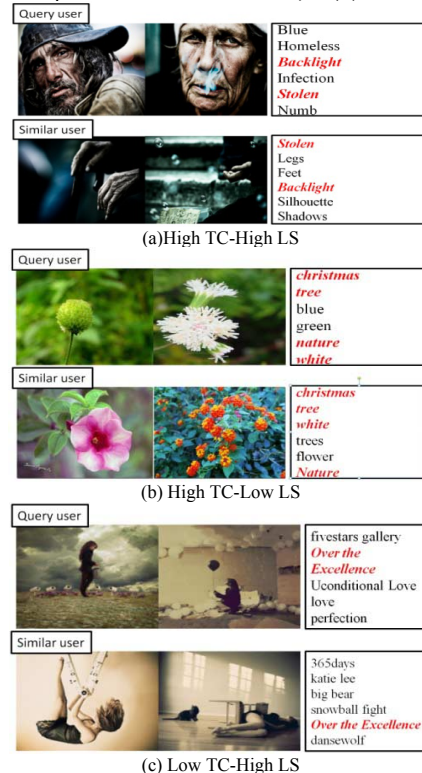 Query user
Blue
Homeless
Backlight
Infection
Stolen
Numb
Similar user
Stolen
Legs
Feet
Backlight
Silhouette
Shadows
(a)High TC-High LS
Query user
christmas
tree
blue
green
nature
white
Similar user
christmas
tree
white
trees
flower
Nature
(b) High TC-Low LS
Query user
fivestars gallery
Over the
Excellence
Uconditional Love
love
perfection
Similar user
365days
katie lee
big bear
snowball fight
Over the Excellence
dansewolf
(c) Low TC-High LS